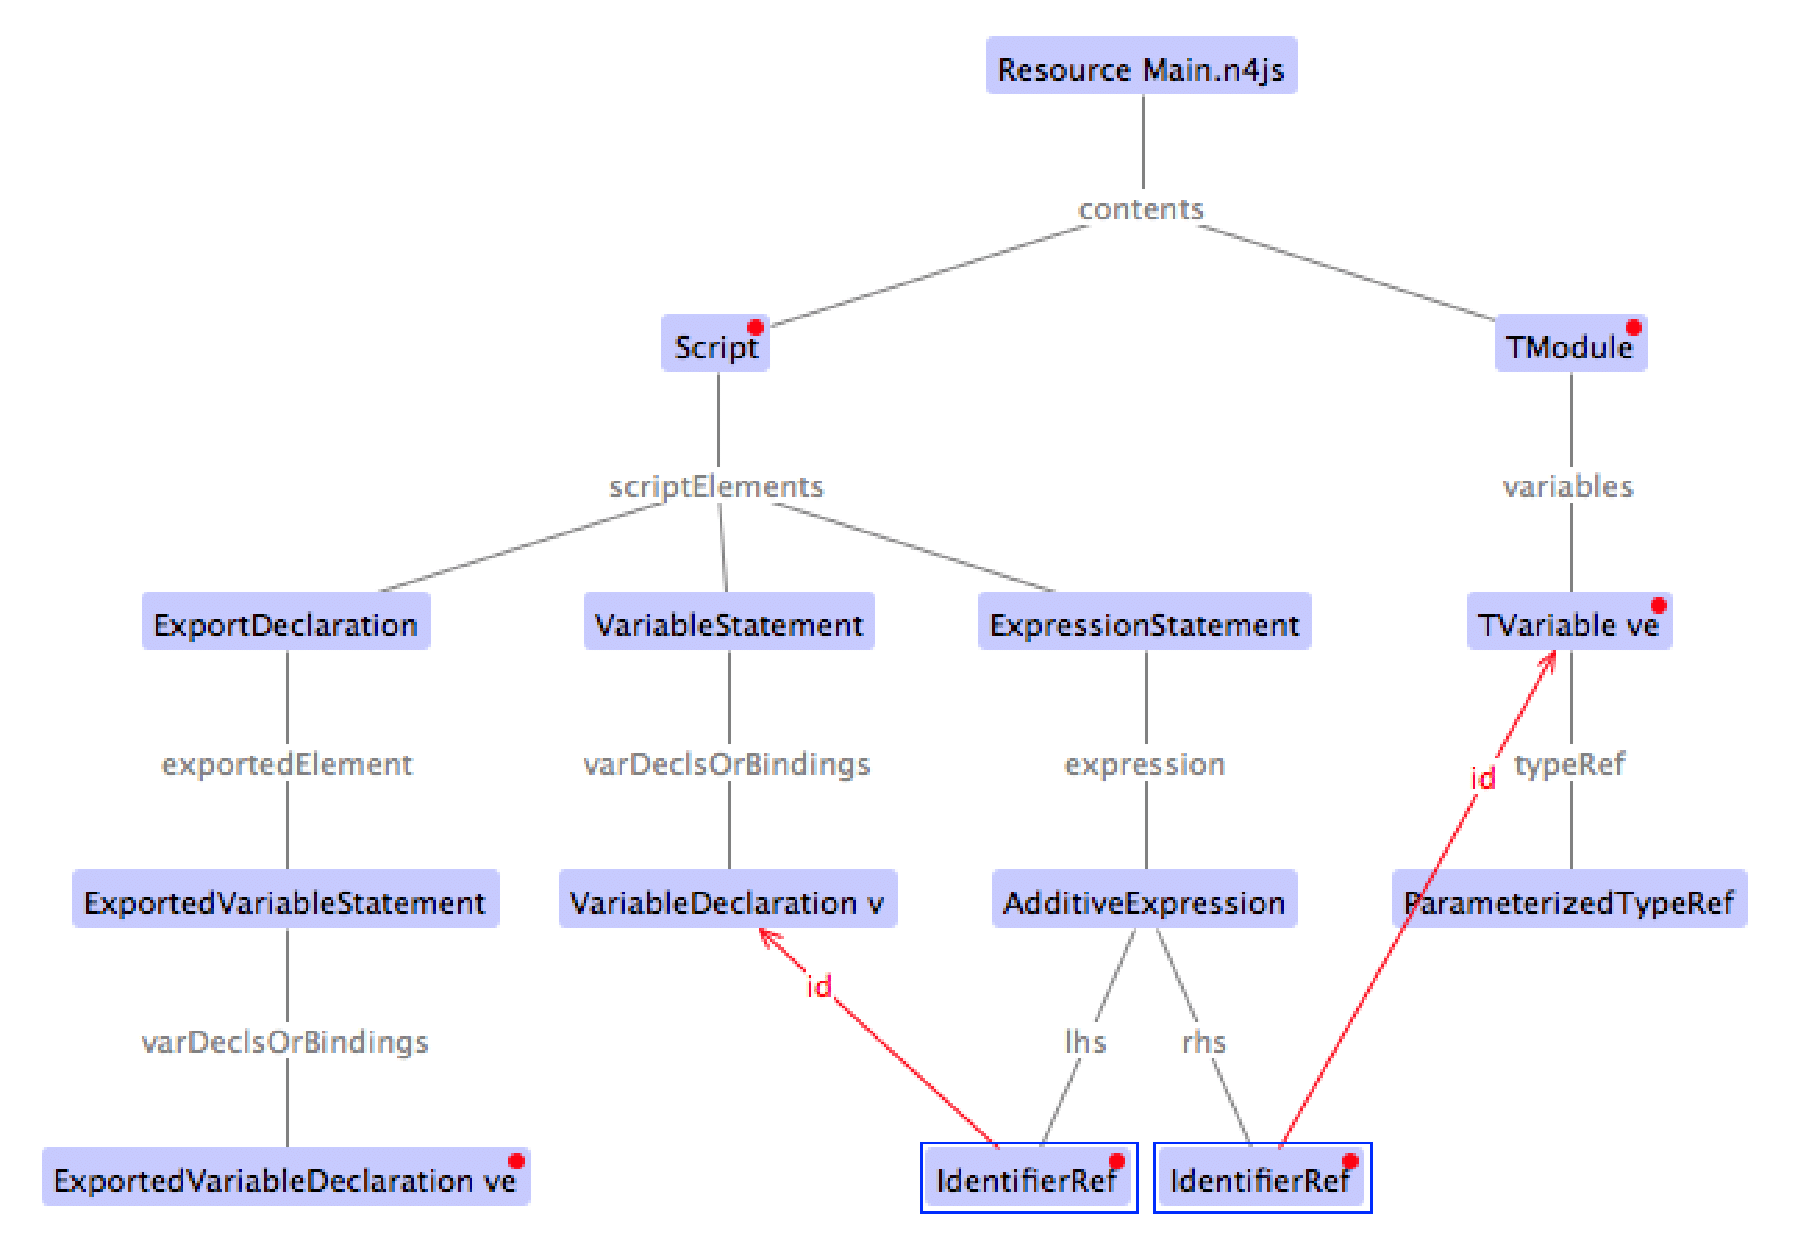 Resource Main.n4js
contents
Script
TModule
scriptElements
variables
ExportDeclaration
VariableStatement
ExpressionStatement
TVariable ve
exportedElement
varDeclsOrBindings
expression
id
typeRef
ExportedVariableStatement
VariableDeclaration v
AdditiveExpression
ParameterizedTypeRef
id
varDeclsOrBindings
lhs
rhs
ExportedVariableDeclaration ve
IdentifierRef
IdentifierRef